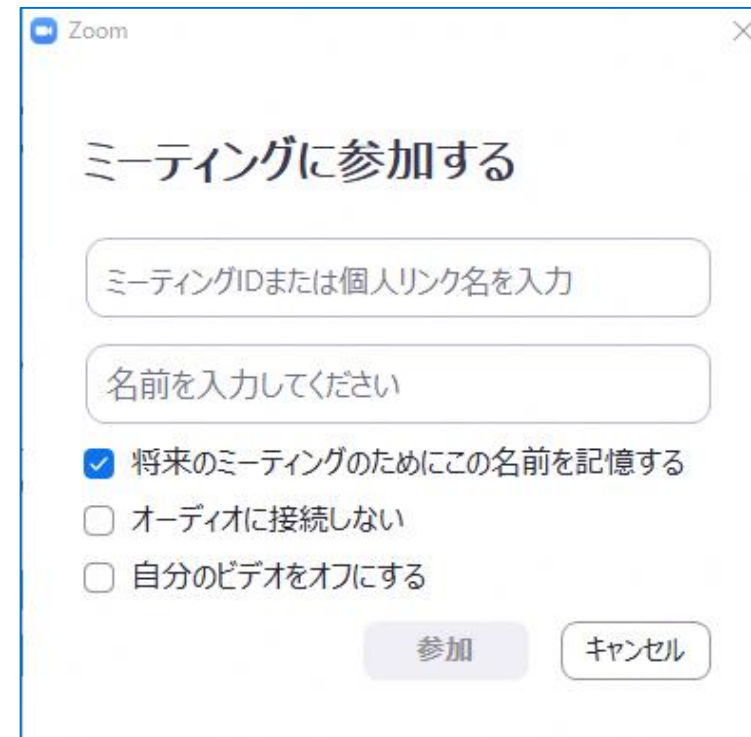 Zoom
ミーティングに参加する
ミーティングIDまたは個人リンク名を入力
名前を入力してください
将来のミーティングのためにこの名前を記憶する
オーディオに接続しない
自分のビデオをオフにする
参加 キャンセル